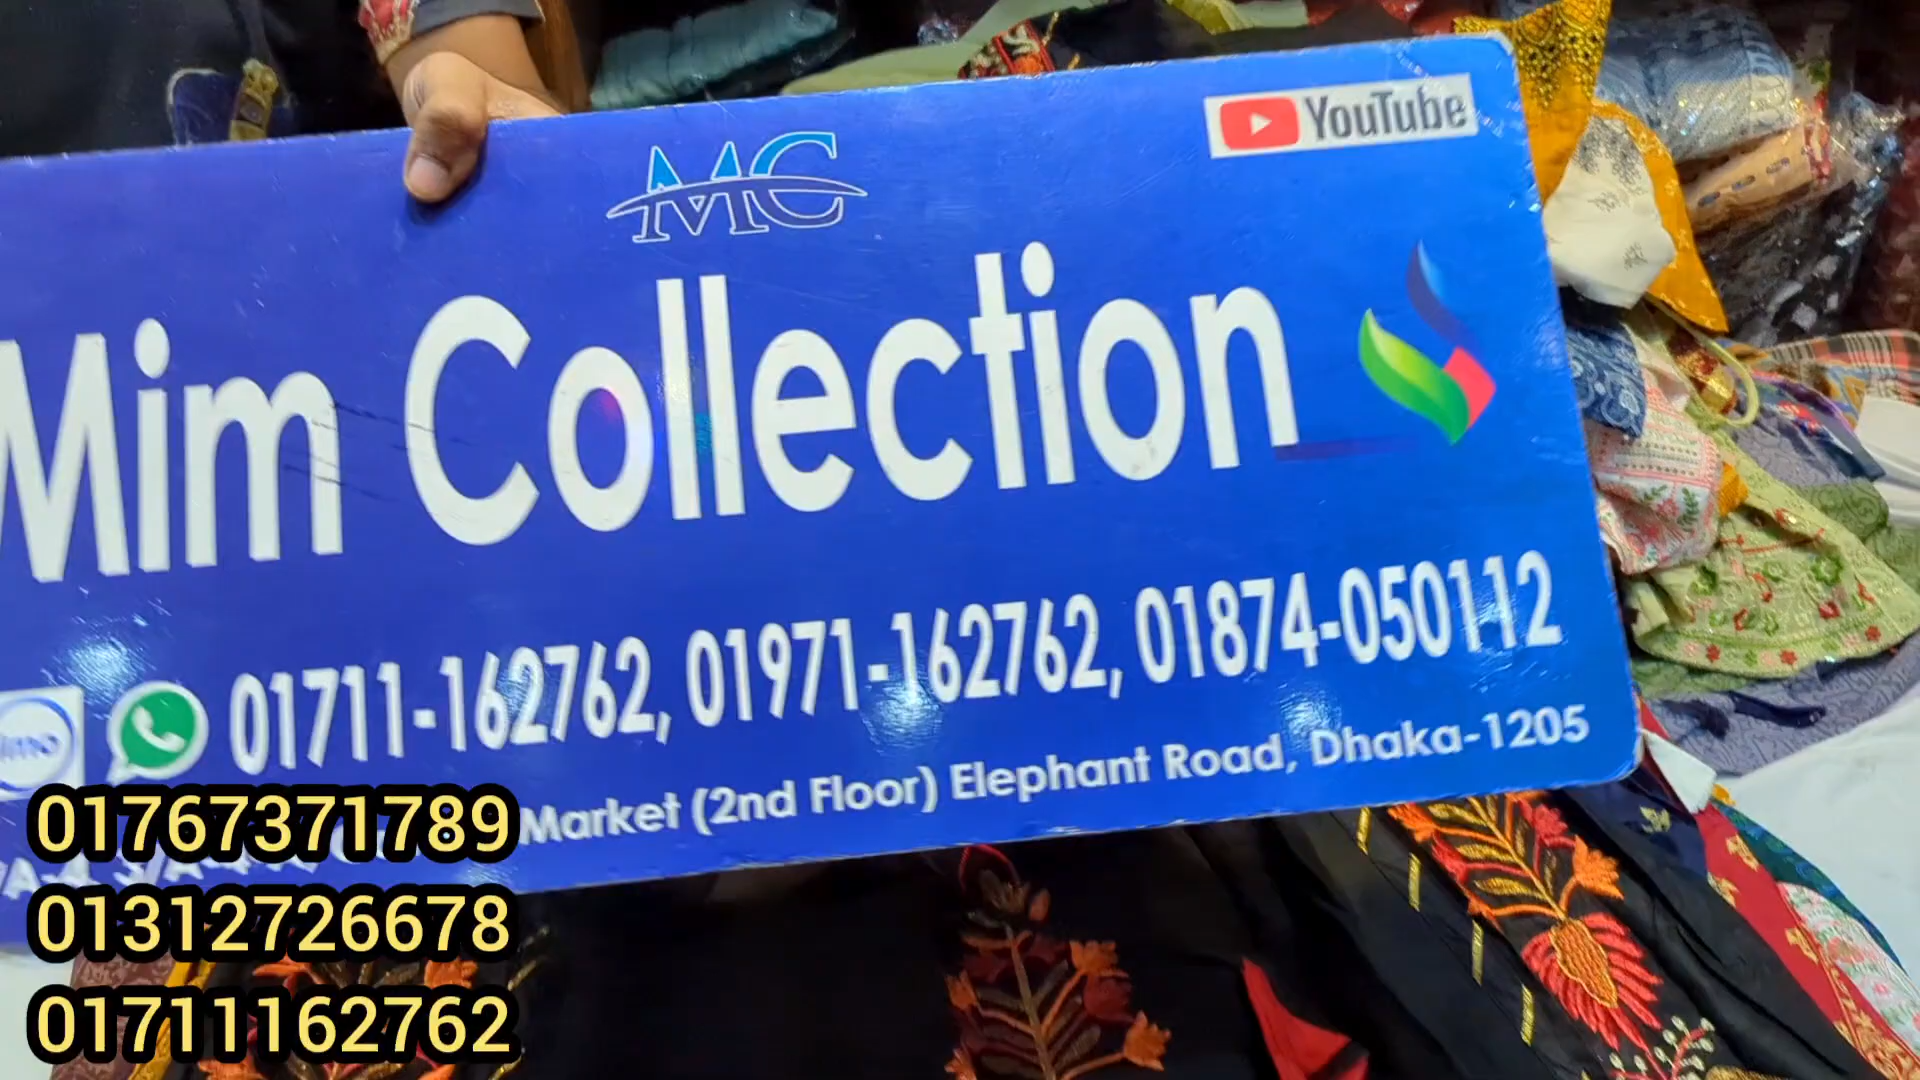 MC
YouTube
Mim Collection
imo
01711-162762, 01971-162762, 01874-050112
Market (2nd Floor) Elephant Road, Dhaka-1205
01767371789
01312726678
01711162762